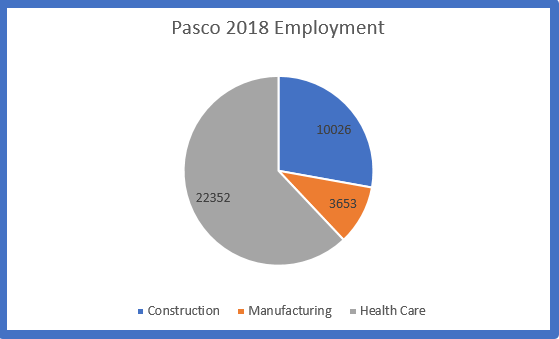 Pasco 2018 Employment
10026
3653
22352
Construction Manufacturing Health Care